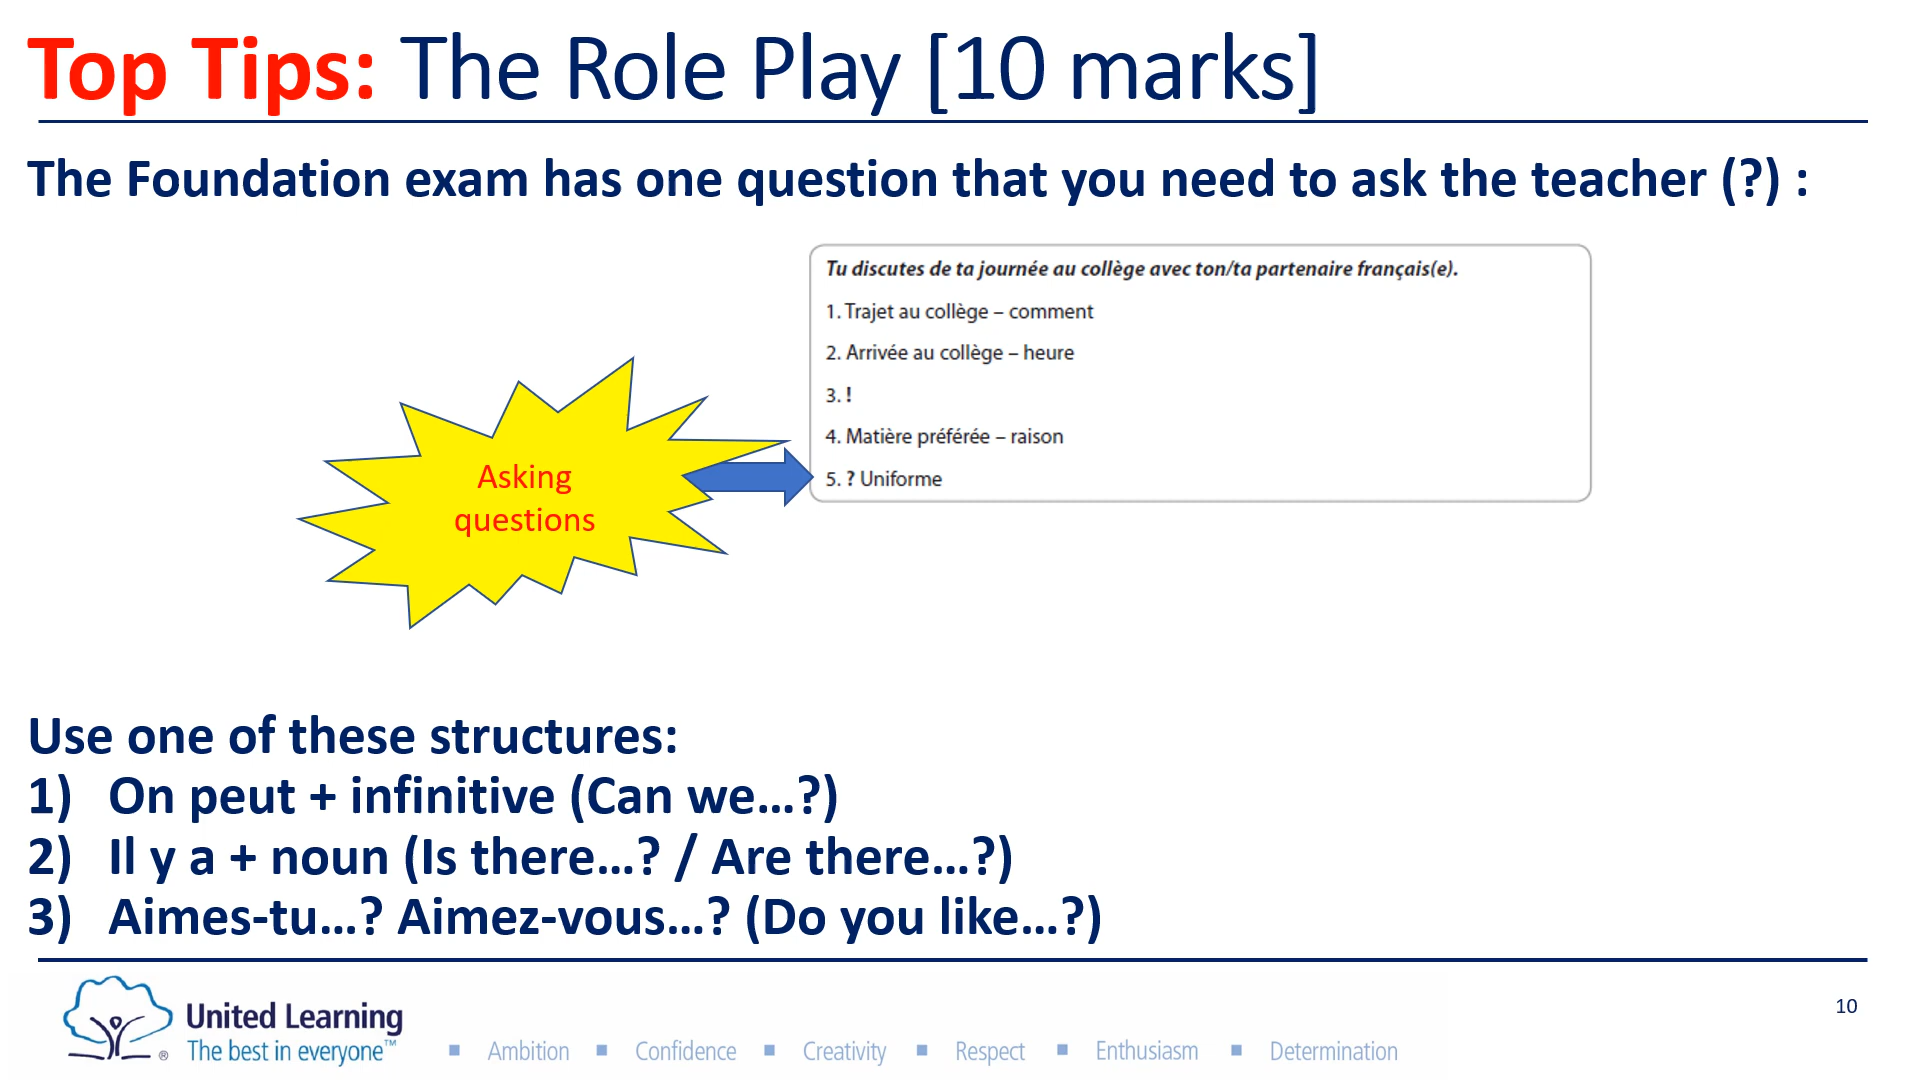 Top Tips: The Role Play [10 marks]
The Foundation exam has one question that you need to ask the teacher (?) :
Tu discutes de ta journée au collège avec ton/ta partenaire français(e).
1. Trajet au collège – comment
2. Arrivée au collège – heure
3. !
4. Matière préférée – raison
5. ? Uniforme
Asking
questions
Use one of these structures:
1) On peut + infinitive (Can we…?)
2) Il y a + noun (Is there…? / Are there…?)
3) Aimes-tu…? Aimez-vous…? (Do you like…?)
United Learning
The best in everyone™
®
10
▪ Ambition ▪ Confidence ▪ Creativity ▪ Respect ▪ Enthusiasm ▪ Determination